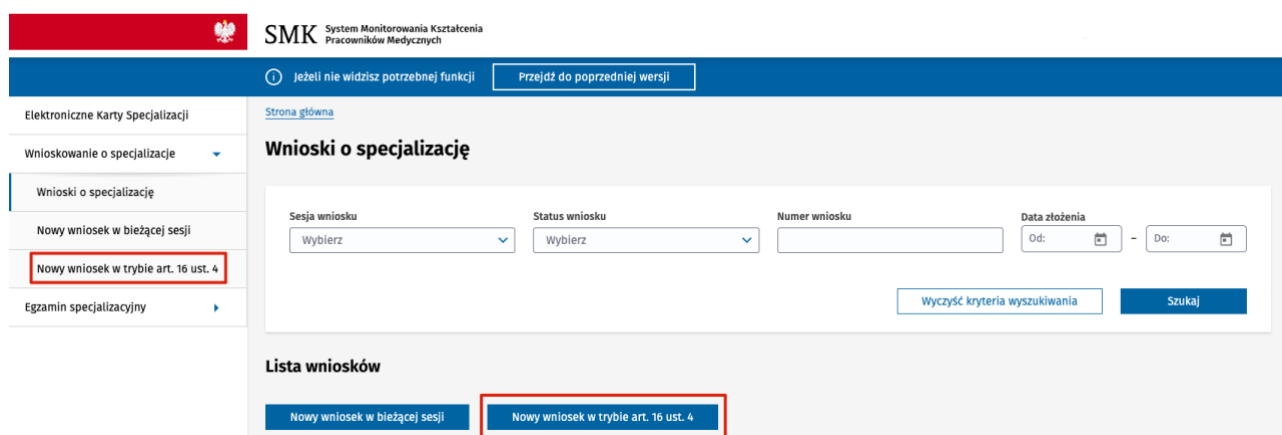 SMK System Monitorowania Kształcenia
Pracowników Medycznych
Jeżeli nie widzisz potrzebnej funkcji
Przejdź do poprzedniej wersji
Elektroniczne Karty Specjalizacji
Wnioskowanie o specjalizacje
Wnioski o specjalizację
Nowy wniosek w bieżącej sesji
Nowy wniosek w trybie art. 16 ust. 4
Egzamin specjalizacyjny
Strona główna
Wnioski o specjalizację
Sesja wniosku
Wybierz
Status wniosku
Wybierz
Numer wniosku
Data złożenia
Od: – Do:
Wyczyść kryteria wyszukiwania
Szukaj
Lista wniosków
Nowy wniosek w bieżącej sesji
Nowy wniosek w trybie art. 16 ust. 4